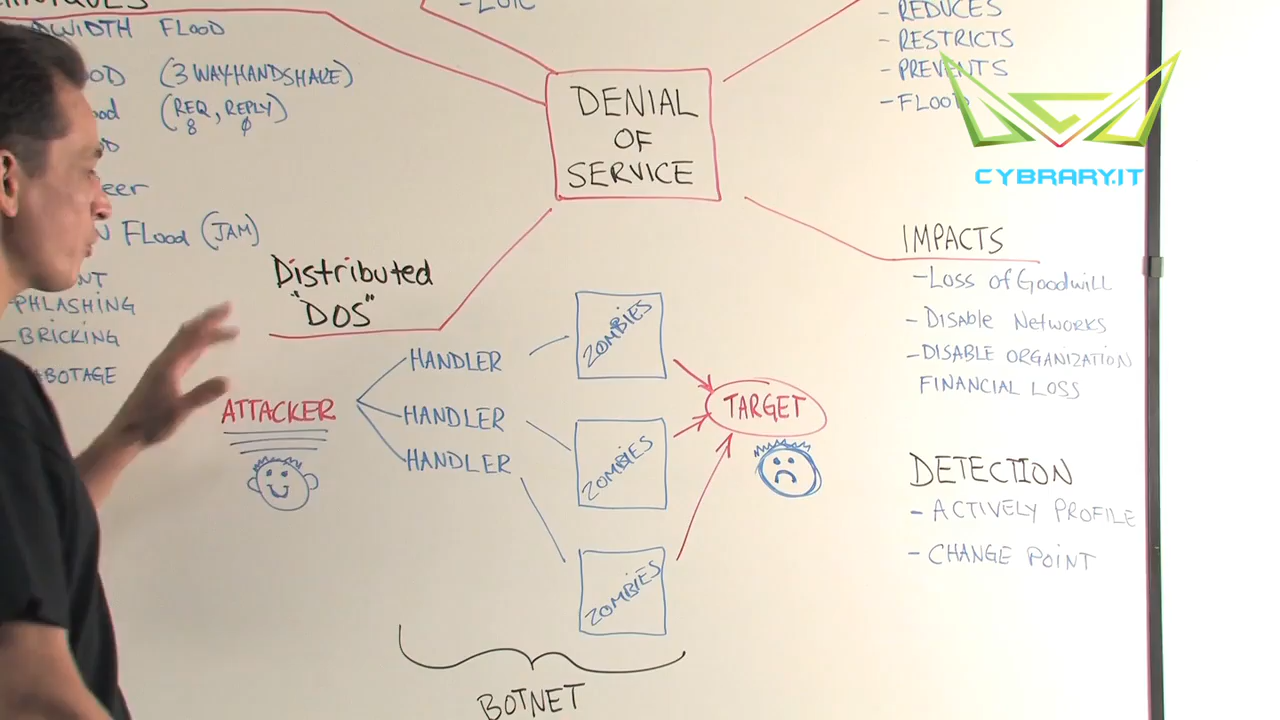 FLOOD
(3 WAY HANDSHARE)
(REQ, REPLY)
8 φ
FLood (JAM)
PHLASHING
- BRICKING
DENIAL
OF
SERVICE
- REDUCES
- RESTRICTS
- PREVENTS
- FLOOD
CYBRARY.IT
Distributed
"DOS"
ATTACKER
HANDLER
HANDLER
HANDLER
ZOMBIES
ZOMBIES
ZOMBIES
TARGET
BOTNET
IMPACTS
- Loss of Goodwill
- Disable Networks
- DISABLE ORGANIZATION
FINANCIAL LOSS
DETECTION
- ACTIVELY PROFILE
- CHANGE POINT